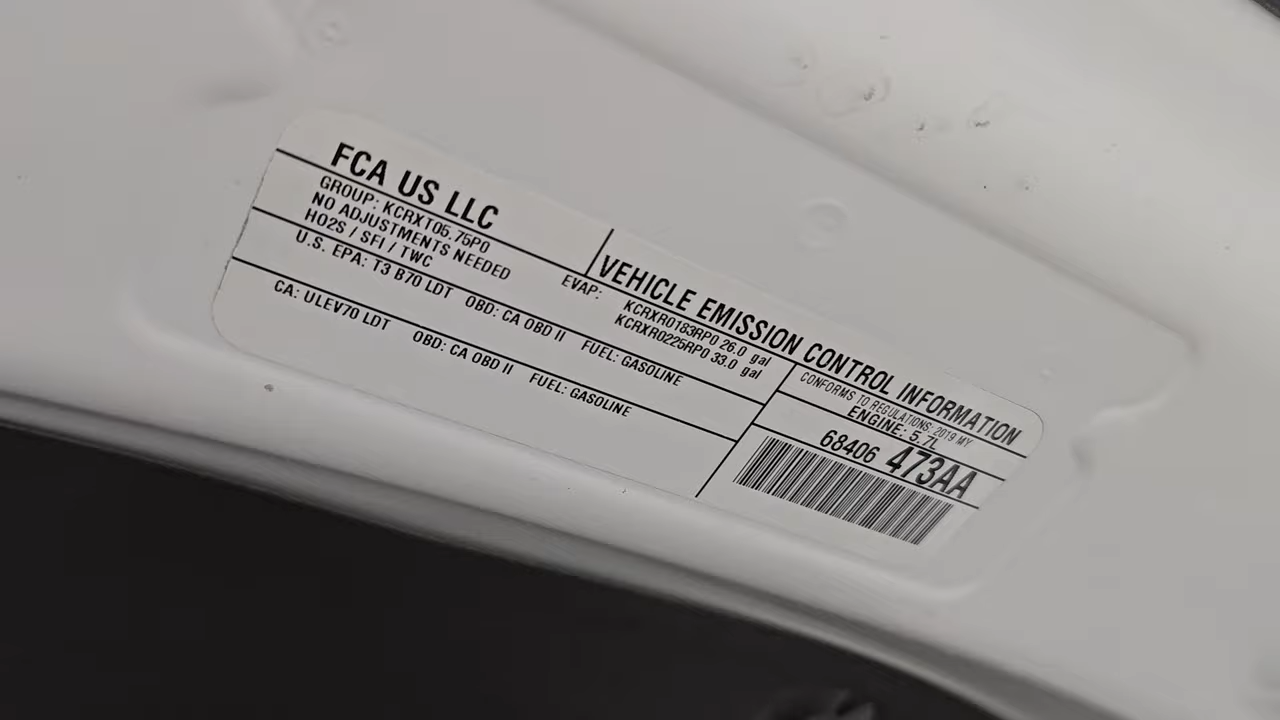 FCA US LLC
VEHICLE EMISSION CONTROL INFORMATION
GROUP: KCRXT05.75P0
NO ADJUSTMENTS NEEDED
HO2S / SFI / TWC
EVAP: KCRXR0183RP0 26.0 gal
KCRXR0225RP0 33.0 gal
CONFORMS TO REGULATIONS: 2019 MY
ENGINE: 5.7L
U.S. EPA: T3 B70 LDT OBD: CA OBD II FUEL: GASOLINE
CA: ULEV70 LDT OBD: CA OBD II FUEL: GASOLINE
68406 473AA